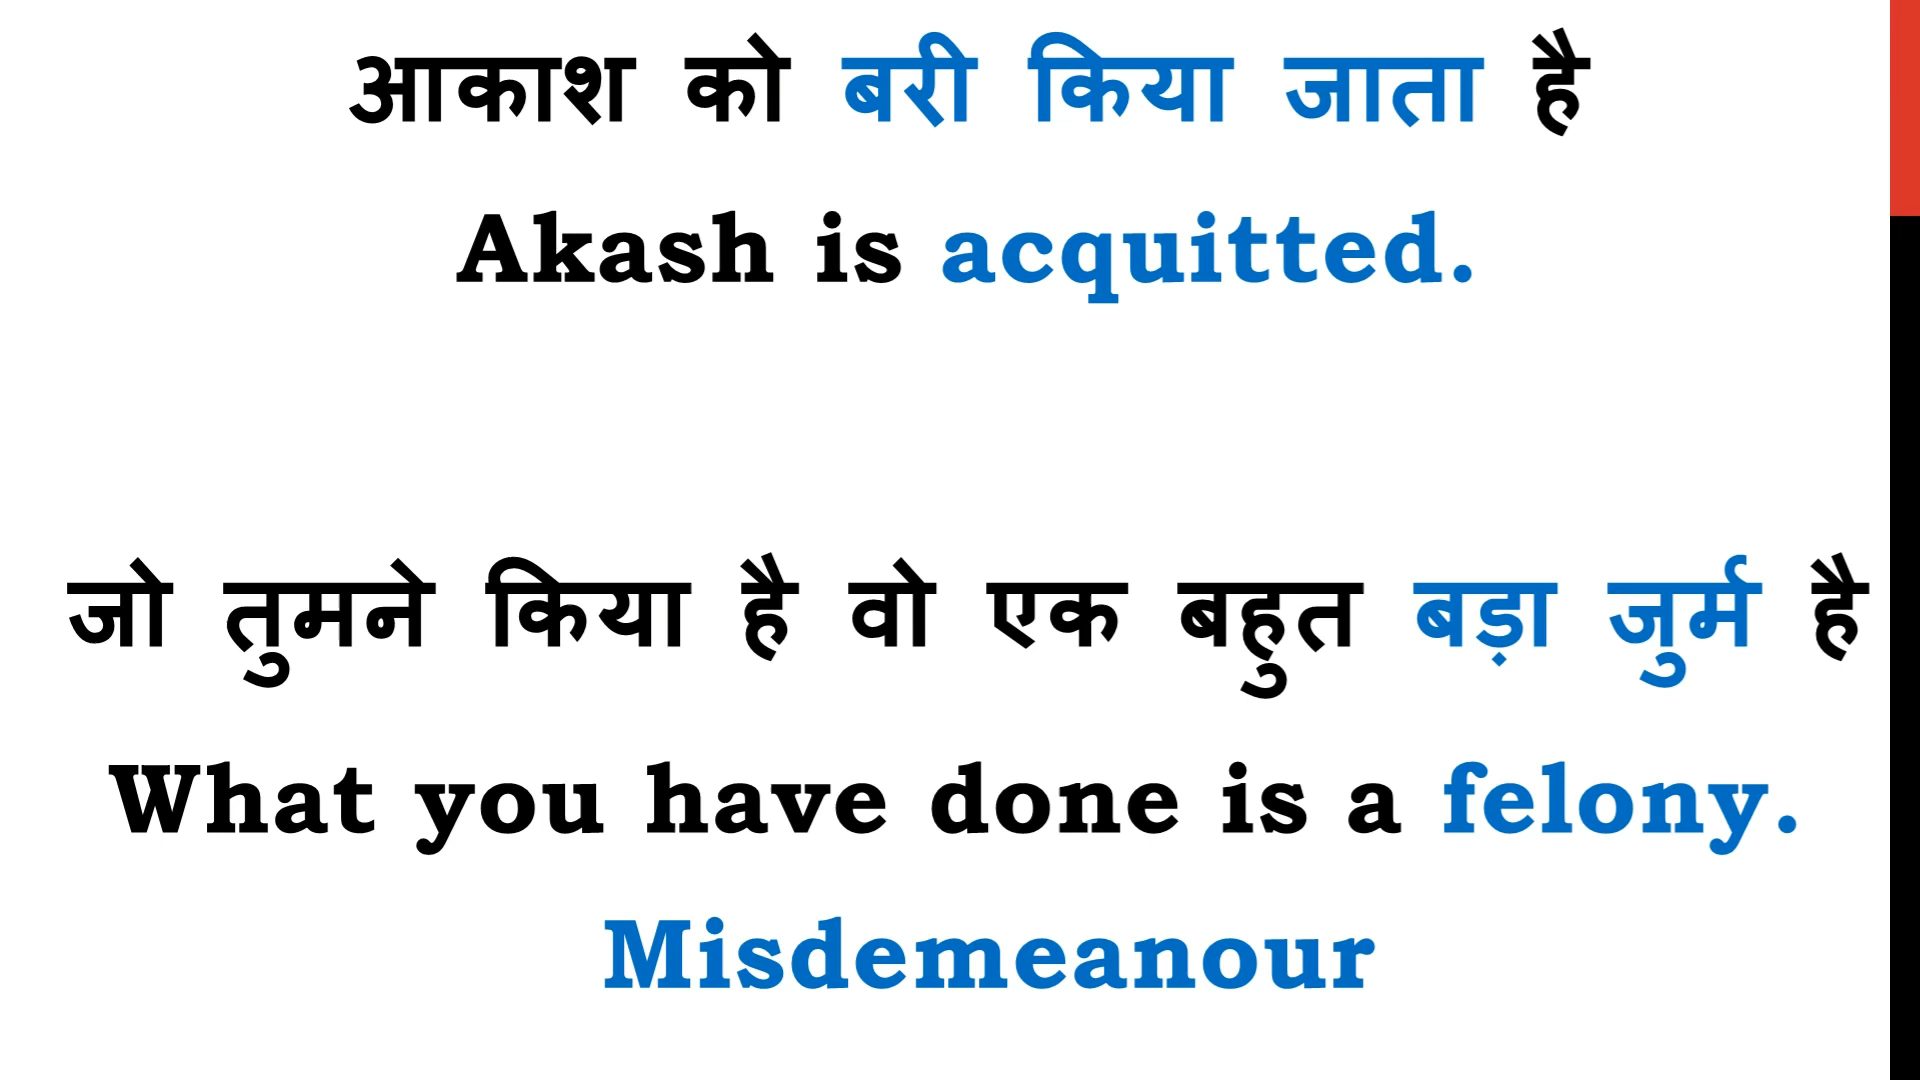 आकाश को बरी किया जाता है
Akash is acquitted.
जो तुमने किया है वो एक बहुत बड़ा जुर्म है
What you have done is a felony.
Misdemeanour